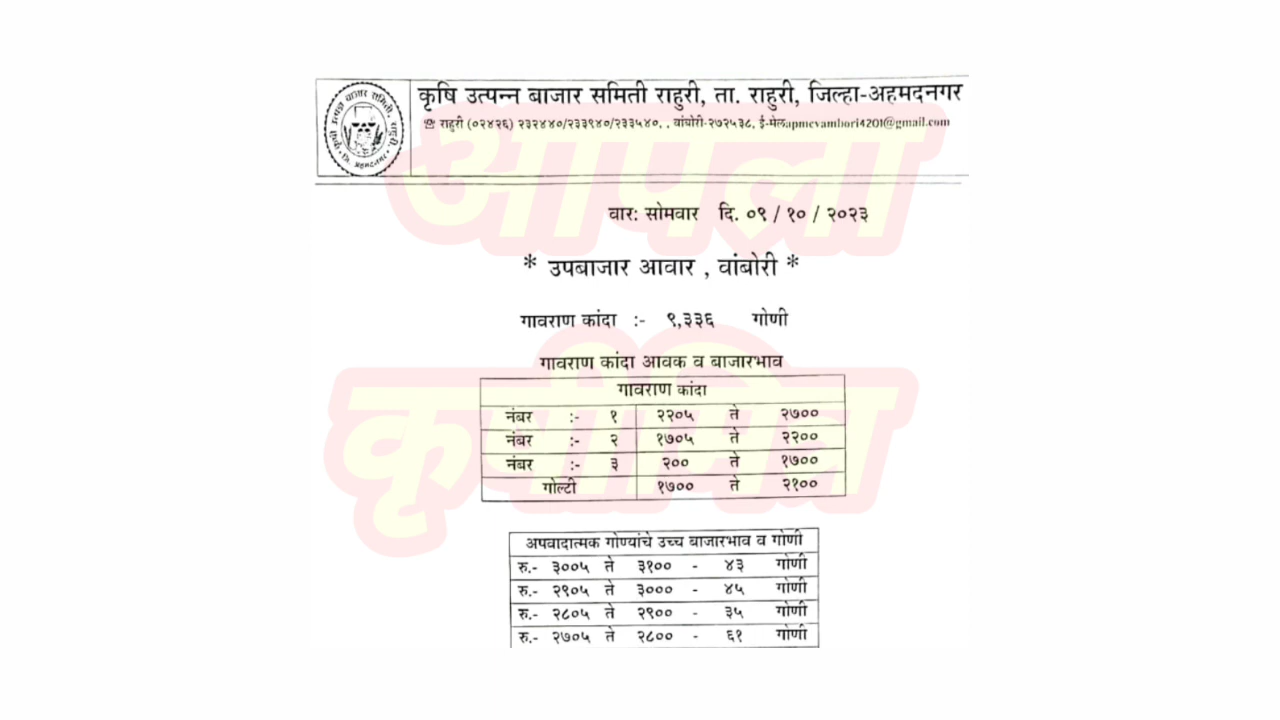 कृषि उत्पन्न बाजार समिती राहुरी, ता. राहुरी, जिल्हा-अहमदनगर
☎ राहुरी (०२४२६) २३२४४०/२३३९४०/२३३५४०, , वांबोरी-२७२५३८, ई-मेलapmcvambori4201@gmail.com
वार: सोमवार दि. ०९ / १० / २०२३
* उपबाजार आवार , वांबोरी *
गावराण कांदा :- ९,३३६ गोणी
गावराण कांदा आवक व बाजारभाव
गावराण कांदा
नंबर :- १ २२०५ ते २७००
नंबर :- २ १७०५ ते २२००
नंबर :- ३ २०० ते १७००
गोल्टी १७०० ते २१००
अपवादात्मक गोण्यांचे उच्च बाजारभाव व गोणी
रु.- ३००५ ते ३१०० - ४३ गोणी
रु.- २९०५ ते ३००० - ४५ गोणी
रु.- २८०५ ते २९०० - ३५ गोणी
रु.- २७०५ ते २८०० - ६१ गोणी
आपला
कृषीमित्र